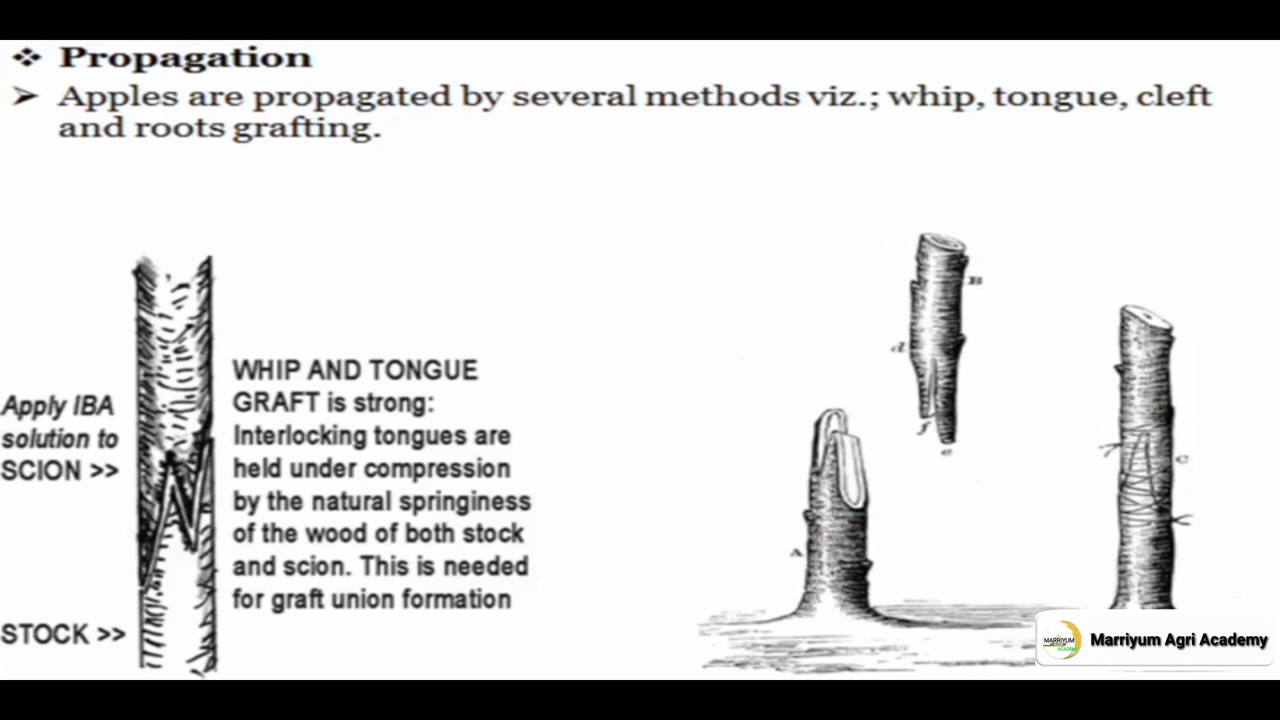 ❖ Propagation
➢ Apples are propagated by several methods viz.; whip, tongue, cleft
and roots grafting.
WHIP AND TONGUE
GRAFT is strong:
Interlocking tongues are
held under compression
by the natural springiness
of the wood of both stock
and scion. This is needed
for graft union formation
Apply IBA
solution to
SCION >>
STOCK >>
A
B
d
f
e
C
MARRIYUM
ACADEMY
Marriyum Agri Academy